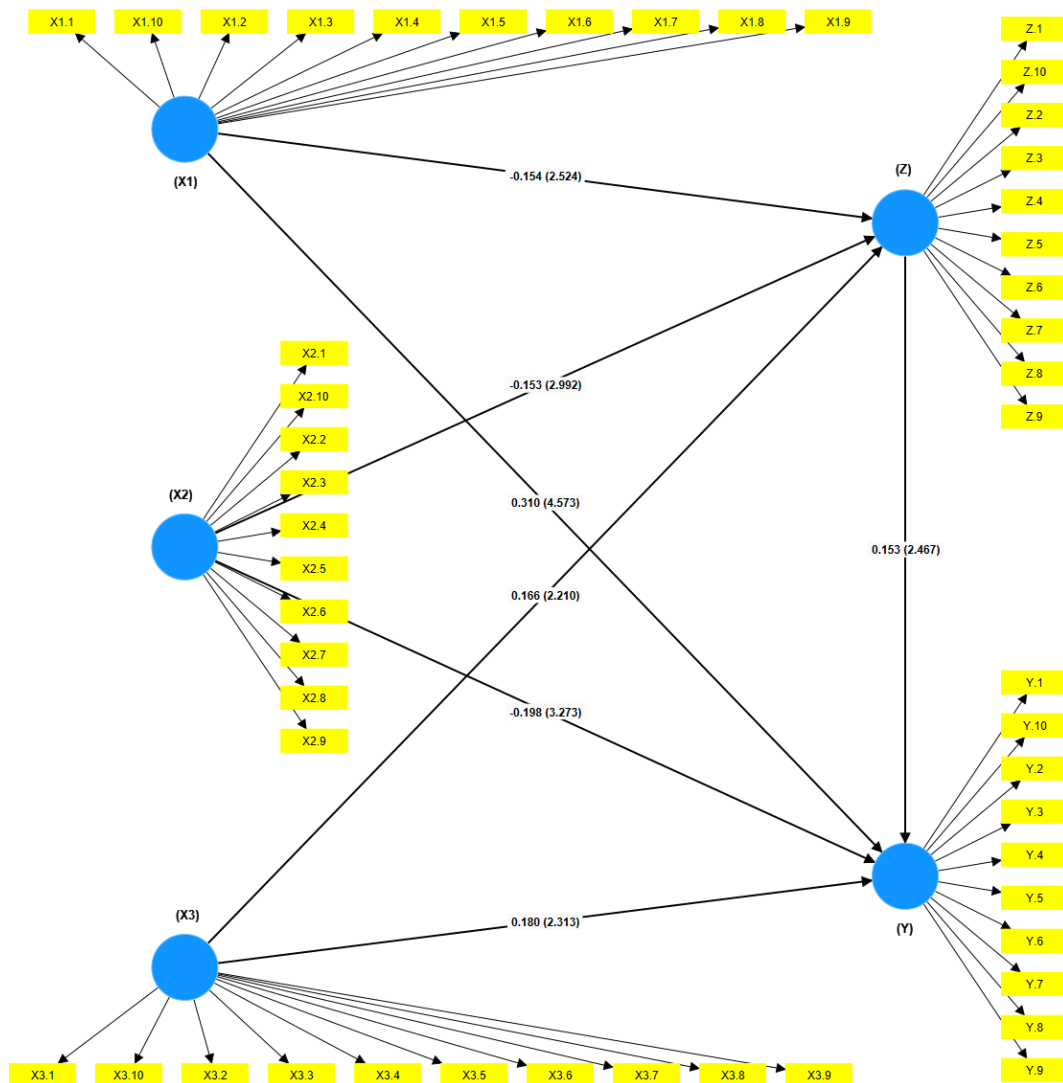 X1.1
X1.10
X1.2
X1.3
X1.4
X1.5
X1.6
X1.7
X1.8
X1.9
(X1)
-0.154 (2.524)
(Z)
Z.1
Z.10
Z.2
Z.3
Z.4
Z.5
Z.6
Z.7
Z.8
Z.9
X2.1
X2.10
X2.2
X2.3
X2.4
X2.5
X2.6
X2.7
X2.8
X2.9
(X2)
-0.153 (2.992)
0.310 (4.573)
0.153 (2.467)
0.166 (2.210)
-0.198 (3.273)
Y.1
Y.10
Y.2
Y.3
Y.4
Y.5
Y.6
Y.7
Y.8
Y.9
(Y)
(X3)
0.180 (2.313)
X3.1
X3.10
X3.2
X3.3
X3.4
X3.5
X3.6
X3.7
X3.8
X3.9